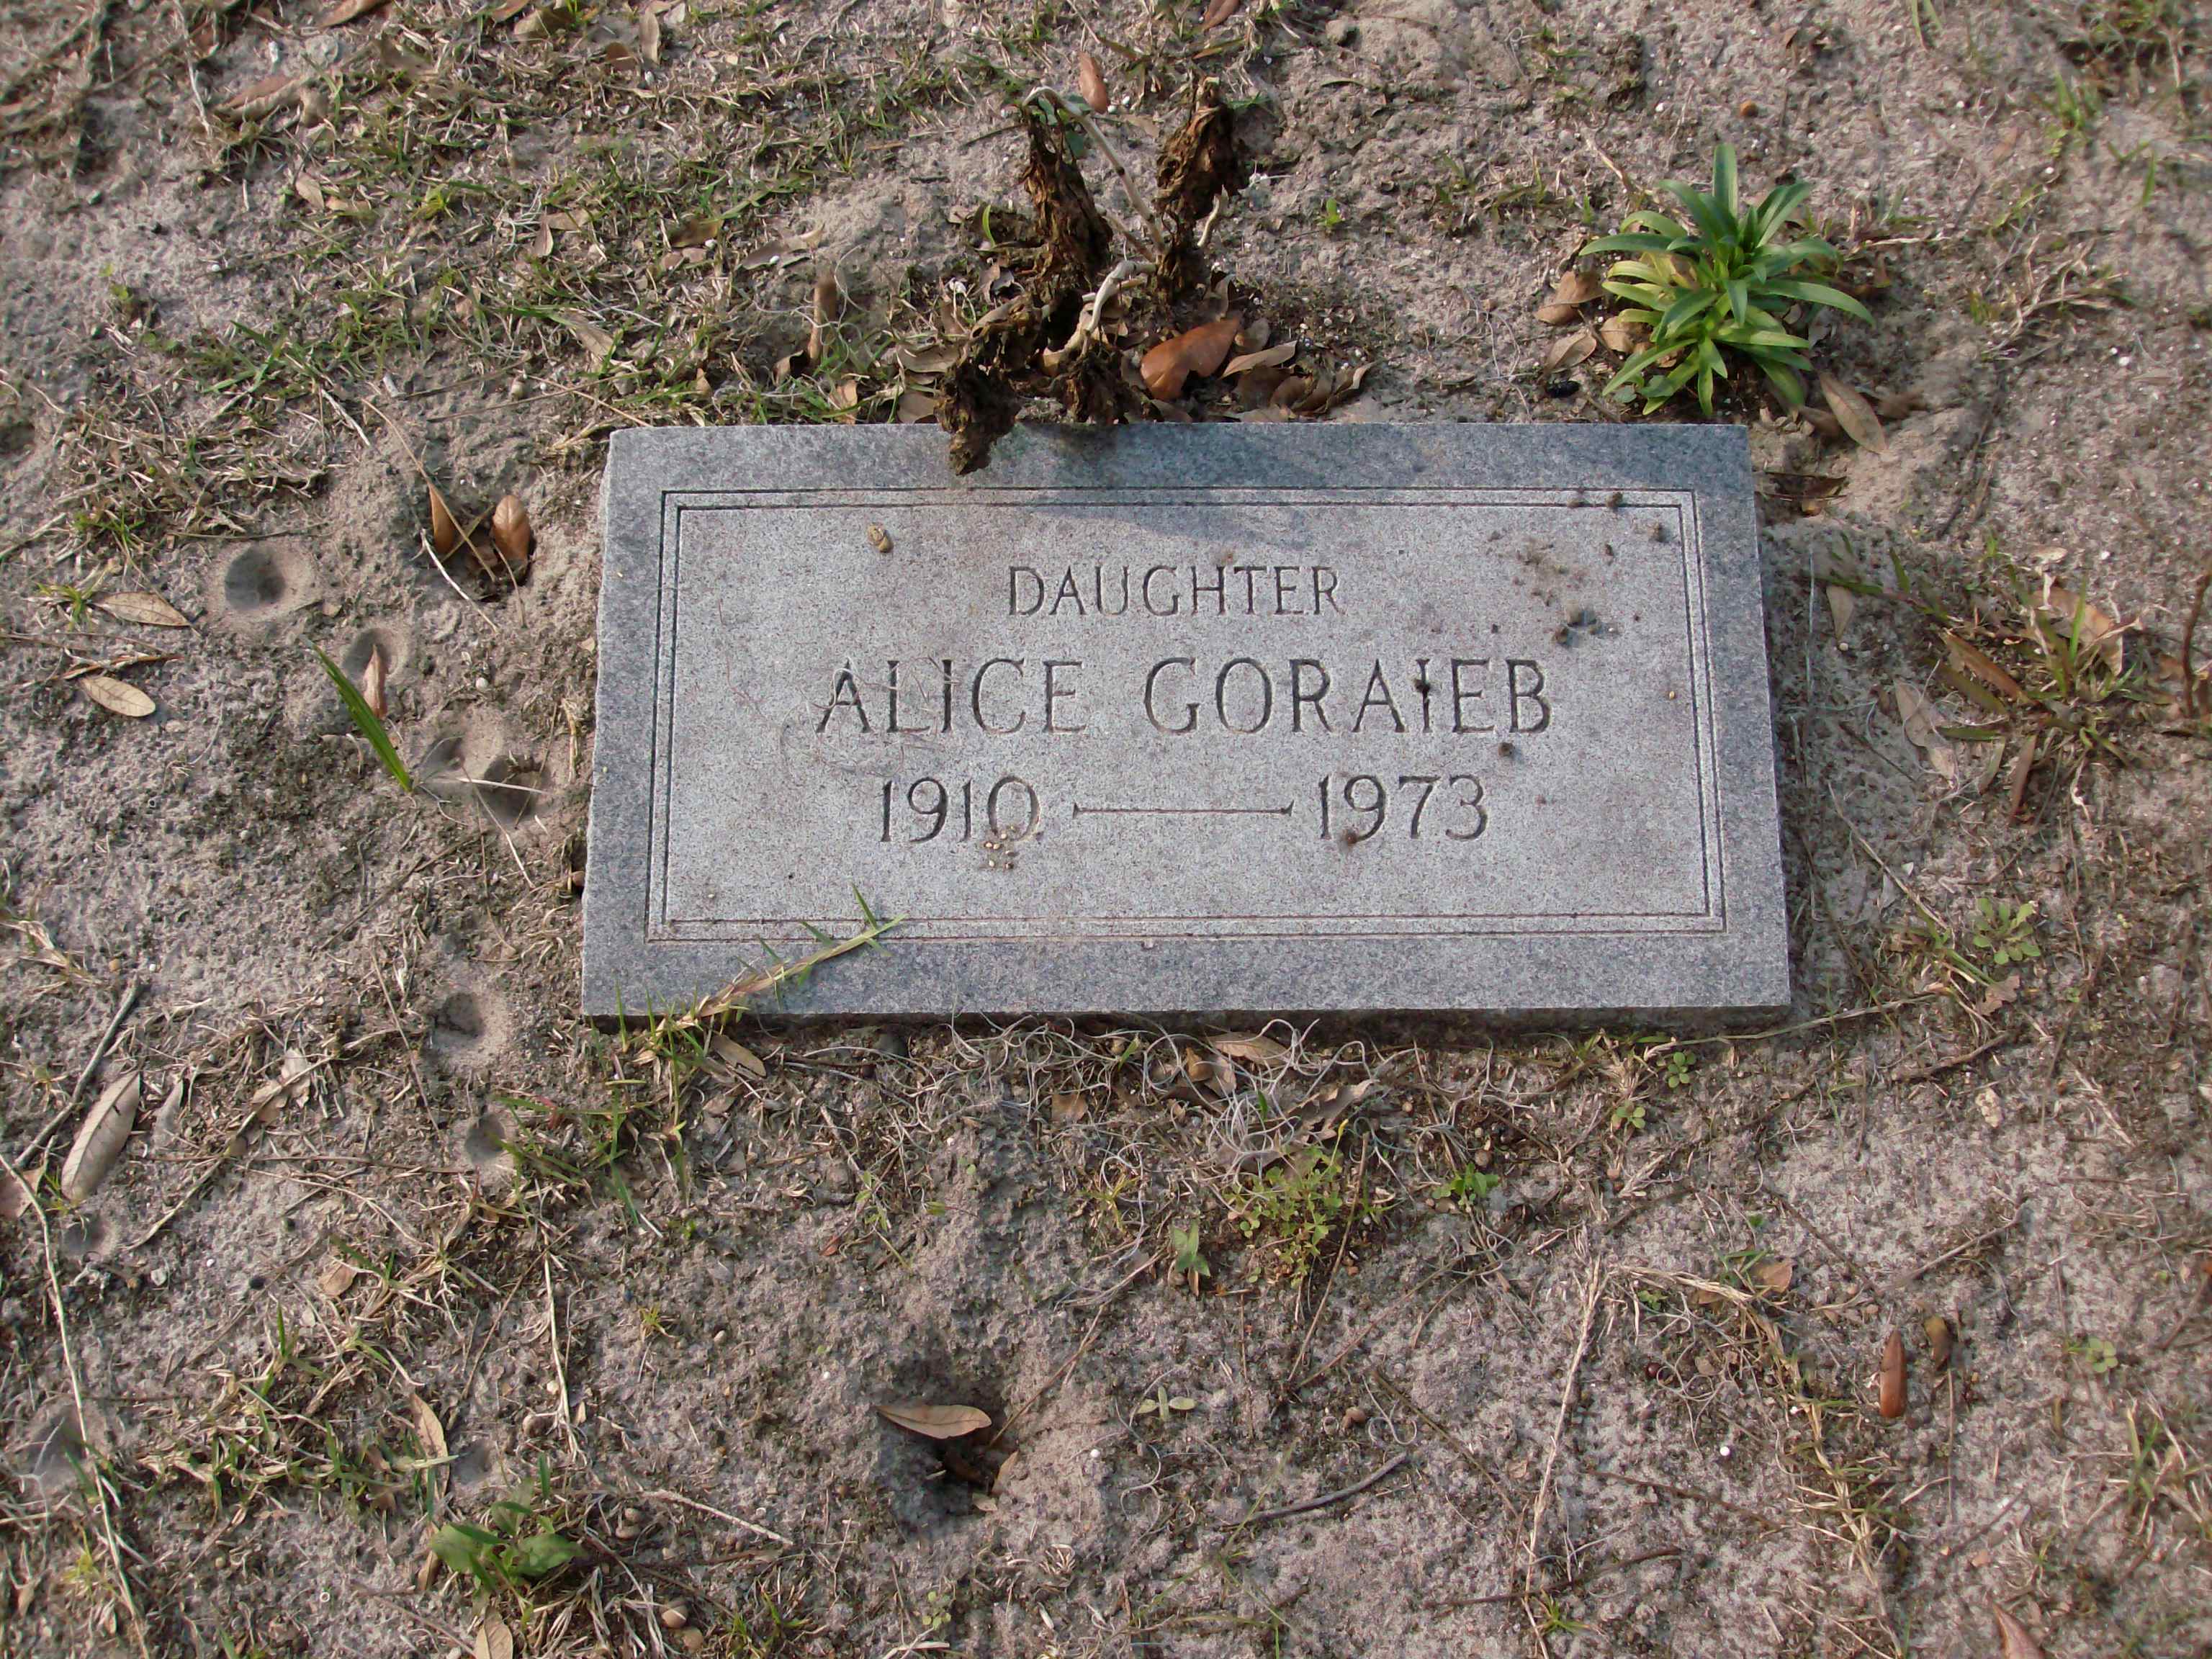 DAUGHTER
ALICE GORAIEB
1910 — 1973